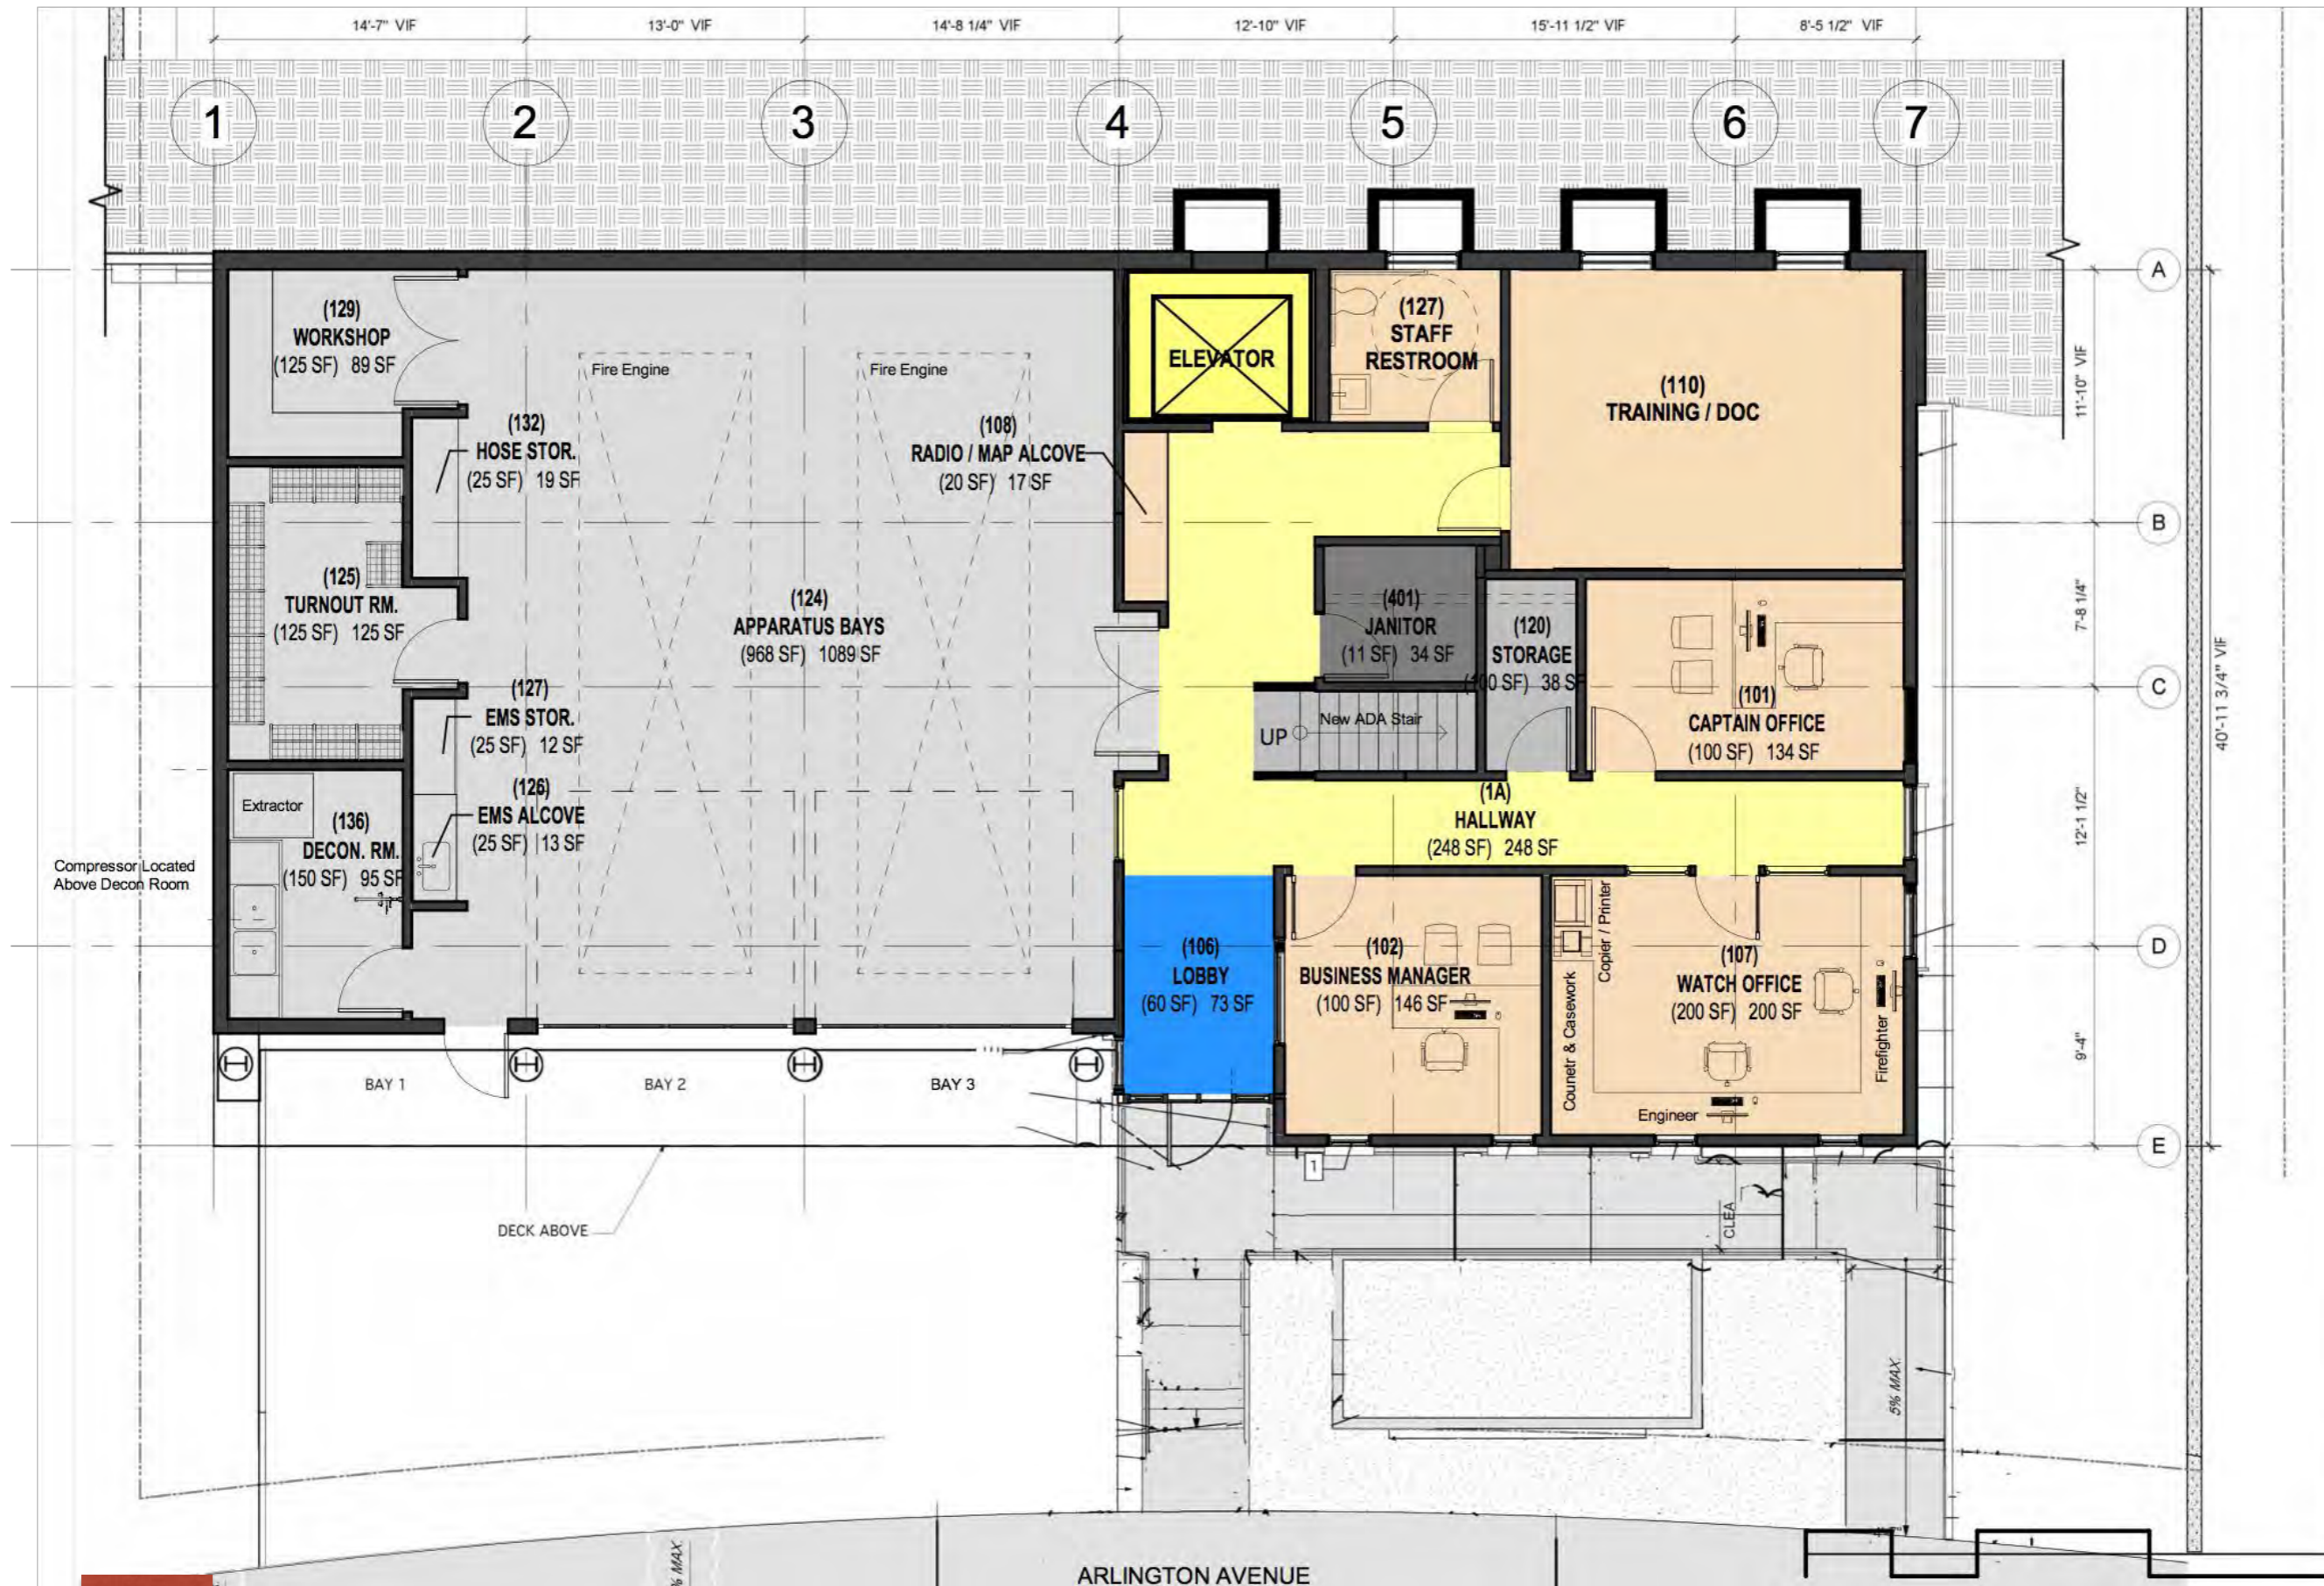 14'-7" VIF
13'-0" VIF
14'-8 1/4" VIF
12'-10" VIF
15'-11 1/2" VIF
8'-5 1/2" VIF
1
2
3
4
5
6
7
A
B
C
D
E
11'-10" VIF
7'-8 1/4"
12'-1 1/2"
9'-4"
40'-11 3/4" VIF
(129)
WORKSHOP
(125 SF) 89 SF
(132)
HOSE STOR.
(25 SF) 19 SF
Fire Engine
Fire Engine
(108)
RADIO / MAP ALCOVE
(20 SF) 17 SF
ELEVATOR
(127)
STAFF
RESTROOM
(110)
TRAINING / DOC
(125)
TURNOUT RM.
(125 SF) 125 SF
(124)
APPARATUS BAYS
(968 SF) 1089 SF
(401)
JANITOR
(11 SF) 34 SF
(120)
STORAGE
(100 SF) 38 SF
(101)
CAPTAIN OFFICE
(100 SF) 134 SF
(127)
EMS STOR.
(25 SF) 12 SF
UP
New ADA Stair
(126)
EMS ALCOVE
(25 SF) 13 SF
Extractor
(136)
DECON. RM.
(150 SF) 95 SF
Compressor Located
Above Decon Room
(1A)
HALLWAY
(248 SF) 248 SF
(106)
LOBBY
(60 SF) 73 SF
(102)
BUSINESS MANAGER
(100 SF) 146 SF
Copier / Printer
Counetr & Casework
(107)
WATCH OFFICE
(200 SF) 200 SF
Firefighter
Engineer
BAY 1
BAY 2
BAY 3
1
DECK ABOVE
CLEA
5% MAX.
% MAX.
ARLINGTON AVENUE